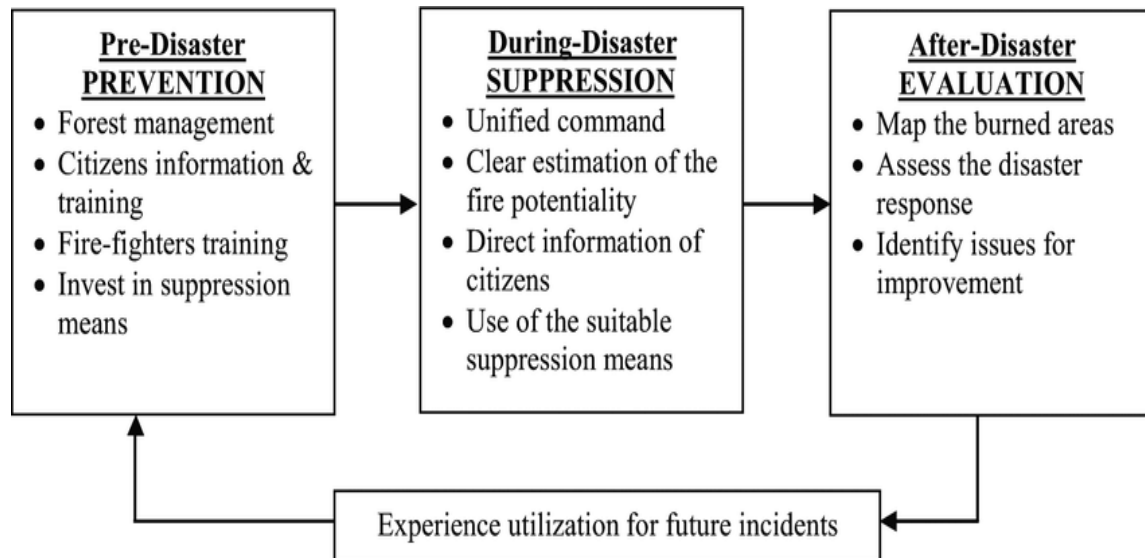 Pre-Disaster
PREVENTION
• Forest management
• Citizens information &
training
• Fire-fighters training
• Invest in suppression
means
During-Disaster
SUPPRESSION
• Unified command
• Clear estimation of the
fire potentiality
• Direct information of
citizens
• Use of the suitable
suppression means
After-Disaster
EVALUATION
• Map the burned areas
• Assess the disaster
response
• Identify issues for
improvement
Experience utilization for future incidents